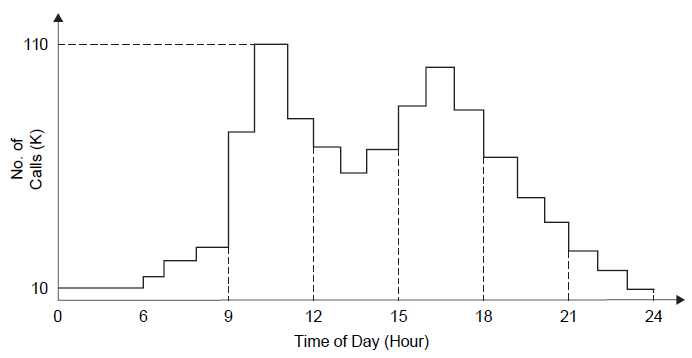 110
No. of
Calls (K)
10
0 6 9 12 15 18 21 24
Time of Day (Hour)